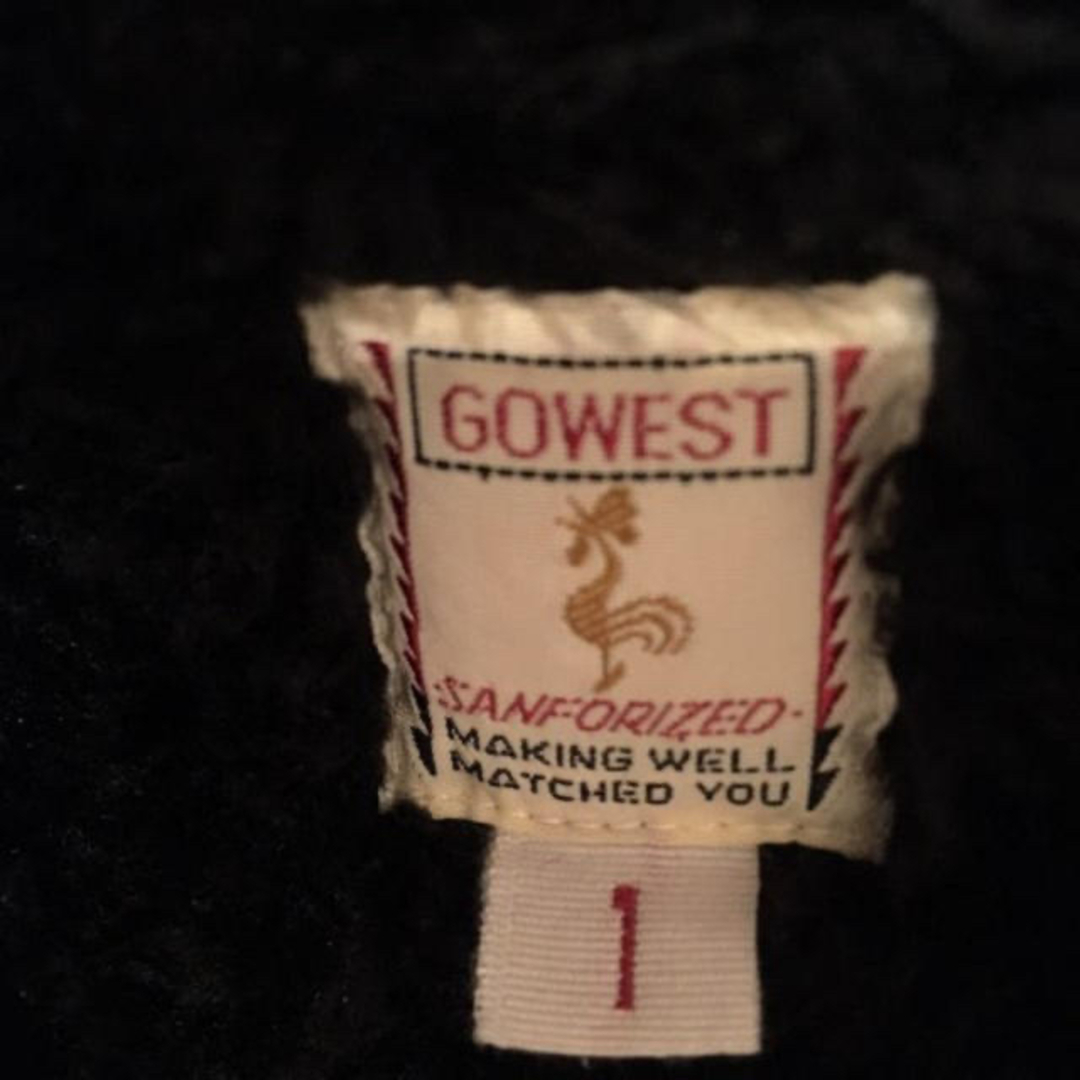 GOWEST
-SANFORIZED-
MAKING WELL
MATCHED YOU
1